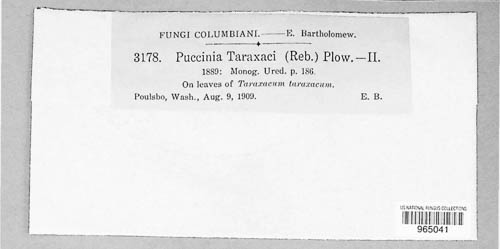 FUNGI COLUMBIANI.——E. Bartholomew.
3178. Puccinia Taraxaci (Reb.) Plow.—II.
1889: Monog. Ured. p. 186.
On leaves of Taraxacum taraxacum.
Poulsbo, Wash., Aug. 9, 1909. E. B.
US NATIONAL FUNGUS COLLECTIONS
965041